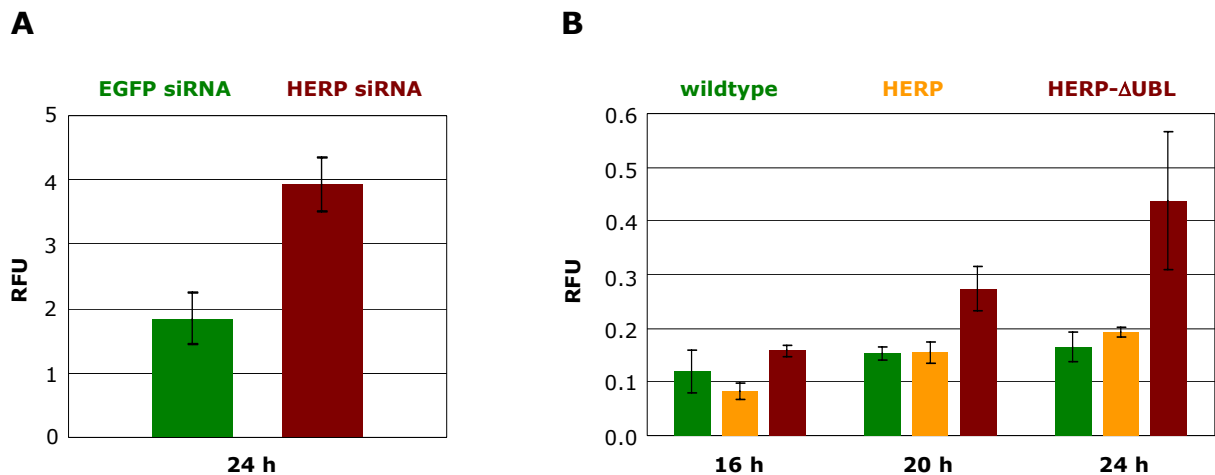 A
EGFP siRNA HERP siRNA
5
4
3
2
1
0
RFU
24 h
B
wildtype HERP HERP-ΔUBL
0.6
0.5
0.4
0.3
0.2
0.1
0.0
RFU
16 h 20 h 24 h